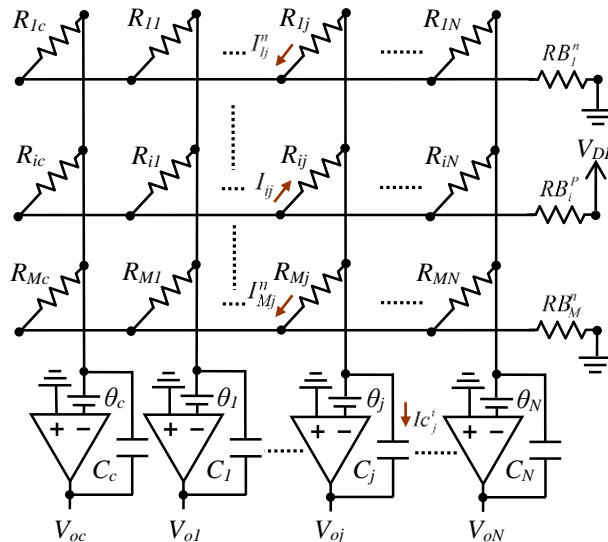 R1c R11 I1jn R1j R1N RB1n
Ric Ri1 Iij Rij RiN RBip
RMc RM1 IMjn RMj RMN RBMn
θc θ1 θj Icji θN
+ − + − + − + −
Cc C1 Cj CN
Voc Vo1 Voj VoN